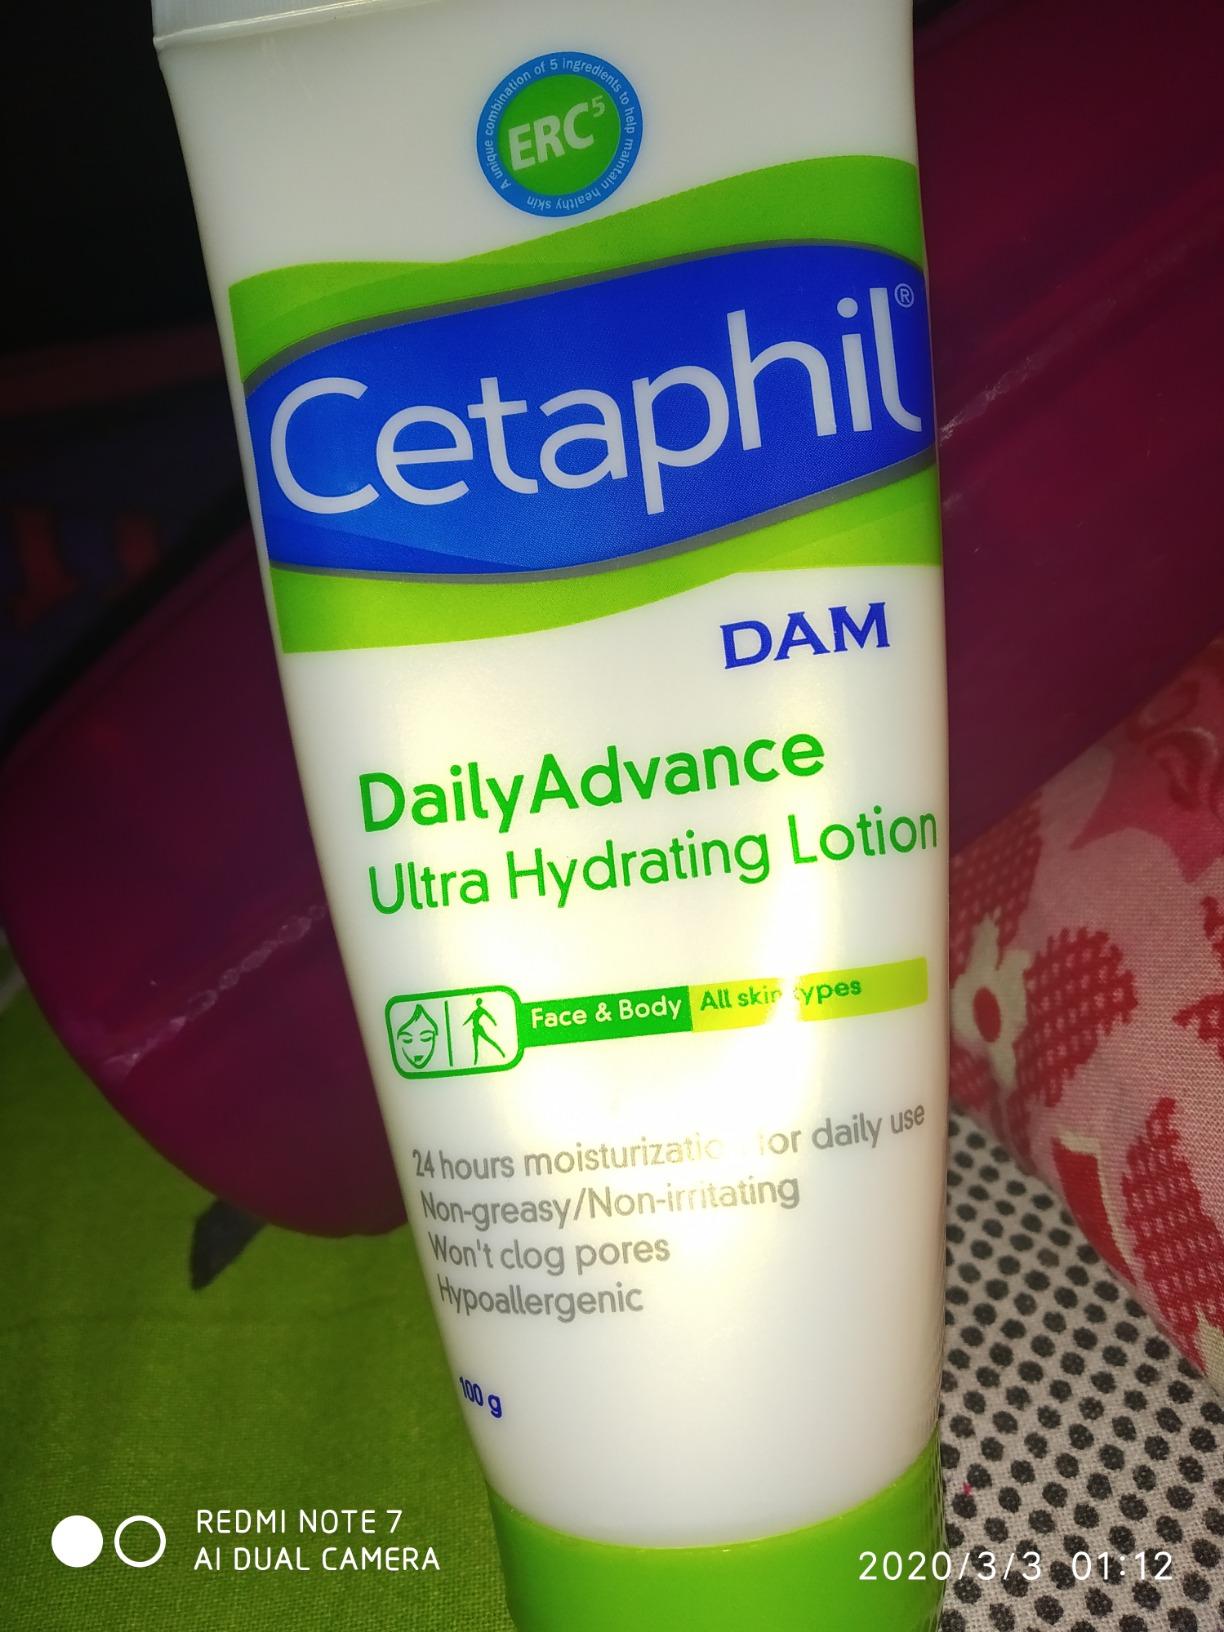 A unique combination of 5 ingredients to help maintain healthy skin
ERC5
Cetaphil®
DAM
DailyAdvance
Ultra Hydrating Lotion
Face & Body All skin types
24 hours moisturization for daily use
Non-greasy/Non-irritating
Won't clog pores
Hypoallergenic
100 g
REDMI NOTE 7
AI DUAL CAMERA
2020/3/3 01:12